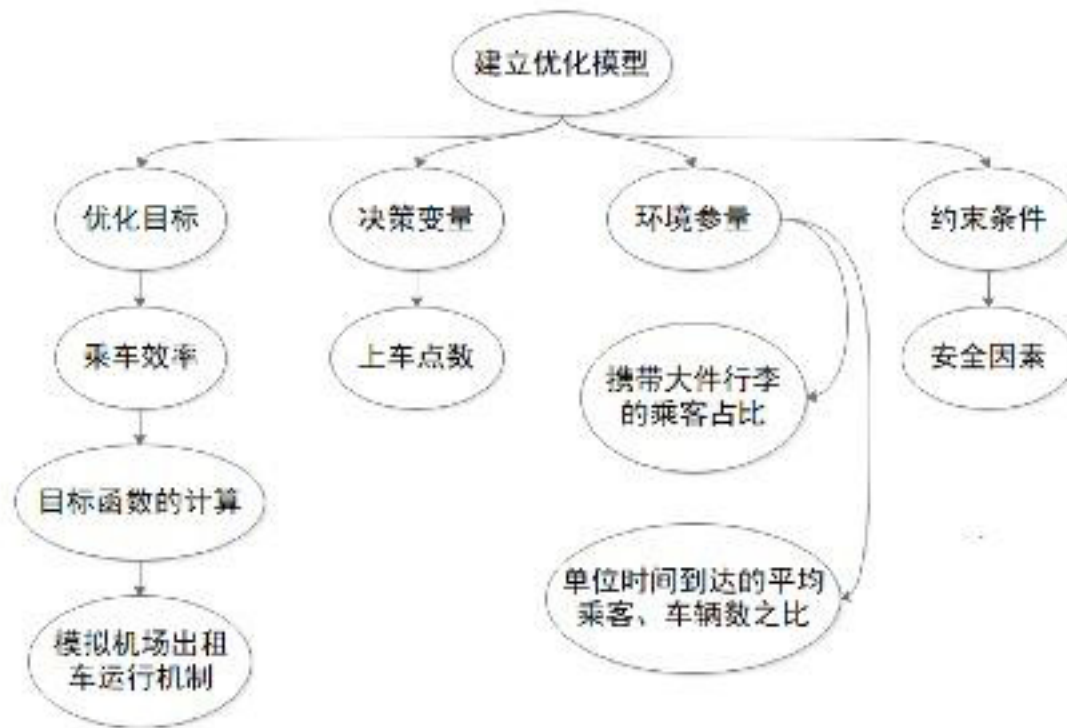 建立优化模型
优化目标
决策变量
环境参量
约束条件
乘车效率
上车点数
携带大件行李
的乘客占比
安全因素
目标函数的计算
单位时间到达的平均
乘客、车辆数之比
模拟机场出租
车运行机制